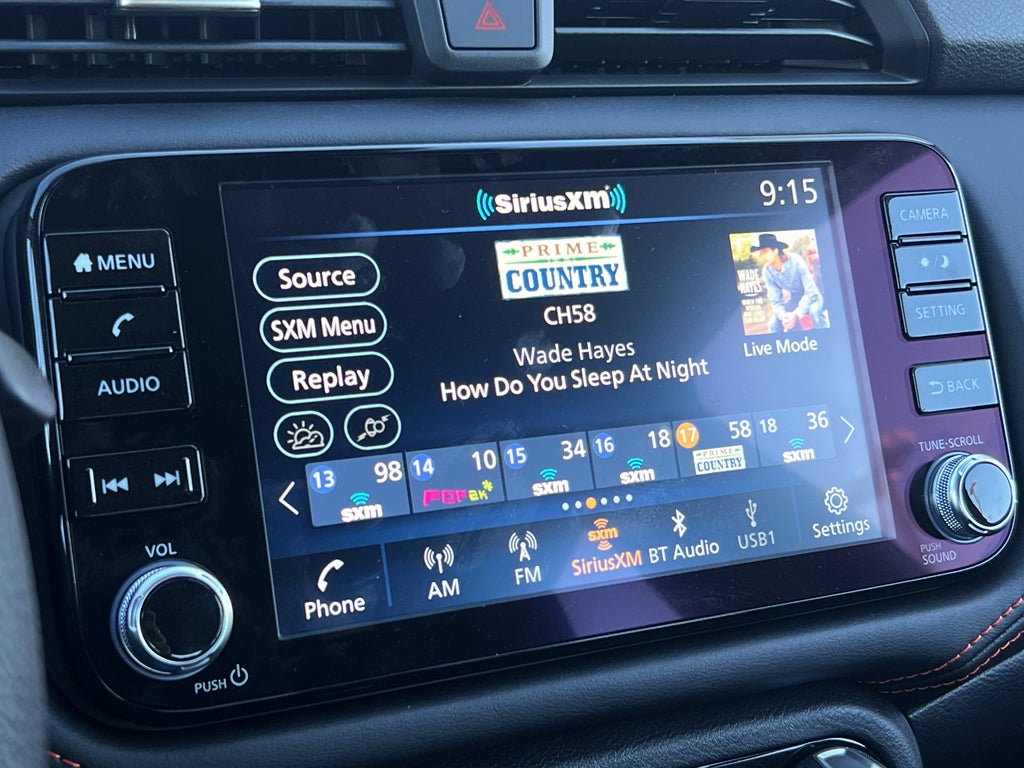 SiriusXM
9:15
MENU
AUDIO
VOL
PUSH
Source
SXM Menu
Replay
PRIME
COUNTRY
CH58
Wade Hayes
How Do You Sleep At Night
WADE
HAYES
Live Mode
13 98
sxm
14 10
POP2K
15 34
sxm
16 18
sxm
17 58
PRIME
COUNTRY
18 36
sxm
Phone
AM
FM
sxm
SiriusXM
BT Audio
USB1
Settings
CAMERA
SETTING
BACK
TUNE·SCROLL
PUSH
SOUND